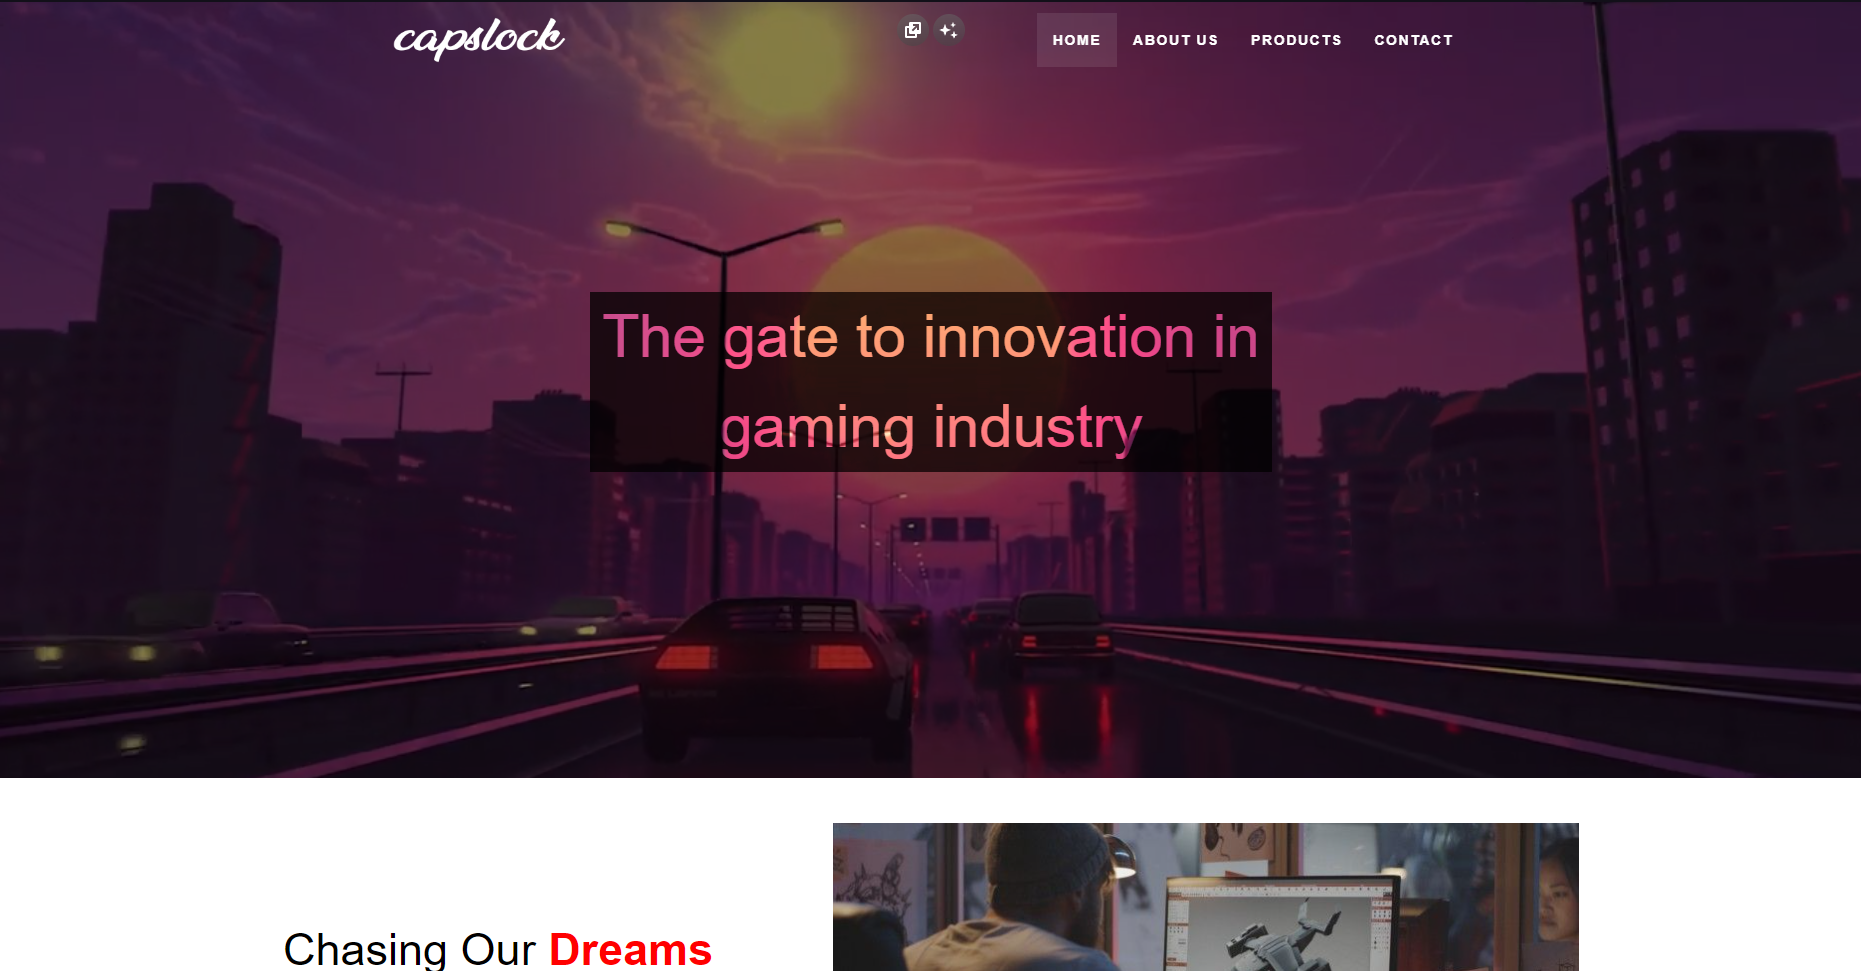 capslock
HOME ABOUT US PRODUCTS CONTACT
The gate to innovation in
gaming industry
Chasing Our Dreams